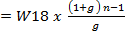 = W18 x (1+g) n−1 / g